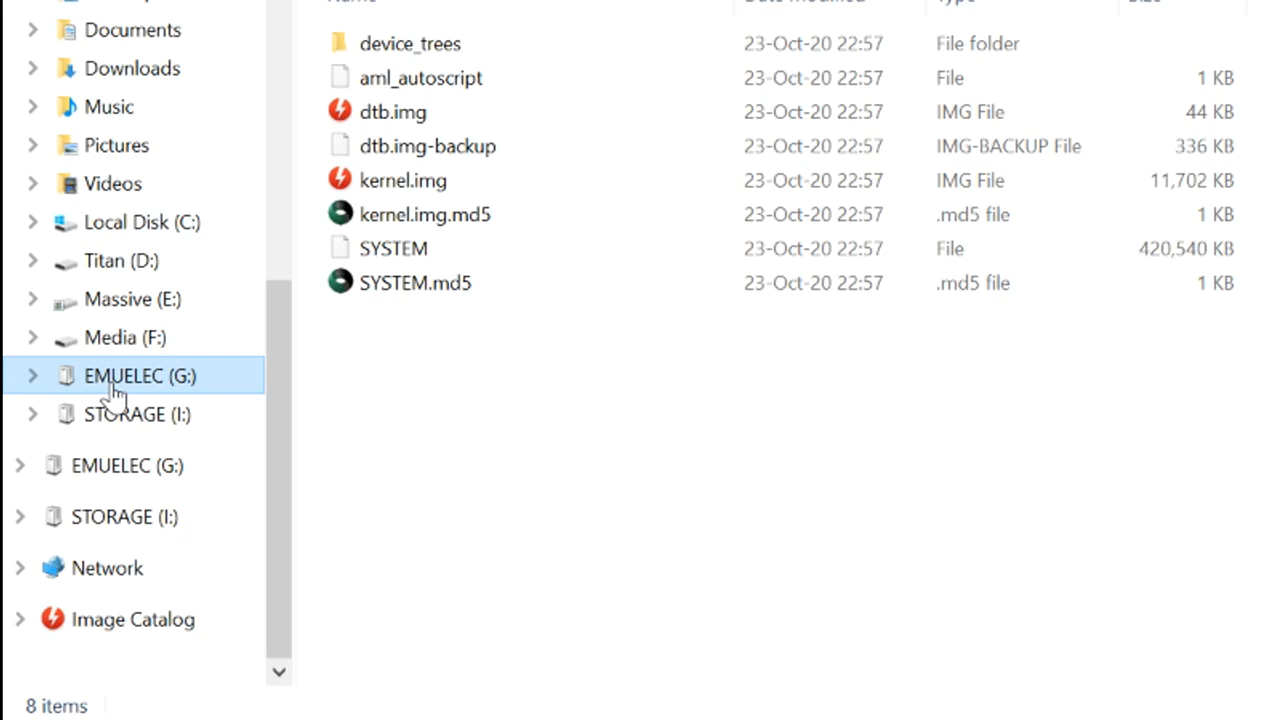 Documents
Downloads
Music
Pictures
Videos
Local Disk (C:)
Titan (D:)
Massive (E:)
Media (F:)
EMUELEC (G:)
STORAGE (I:)
EMUELEC (G:)
STORAGE (I:)
Network
Image Catalog
8 items
Name Date modified Type Size
device_trees 23-Oct-20 22:57 File folder
aml_autoscript 23-Oct-20 22:57 File 1 KB
dtb.img 23-Oct-20 22:57 IMG File 44 KB
dtb.img-backup 23-Oct-20 22:57 IMG-BACKUP File 336 KB
kernel.img 23-Oct-20 22:57 IMG File 11,702 KB
kernel.img.md5 23-Oct-20 22:57 .md5 file 1 KB
SYSTEM 23-Oct-20 22:57 File 420,540 KB
SYSTEM.md5 23-Oct-20 22:57 .md5 file 1 KB